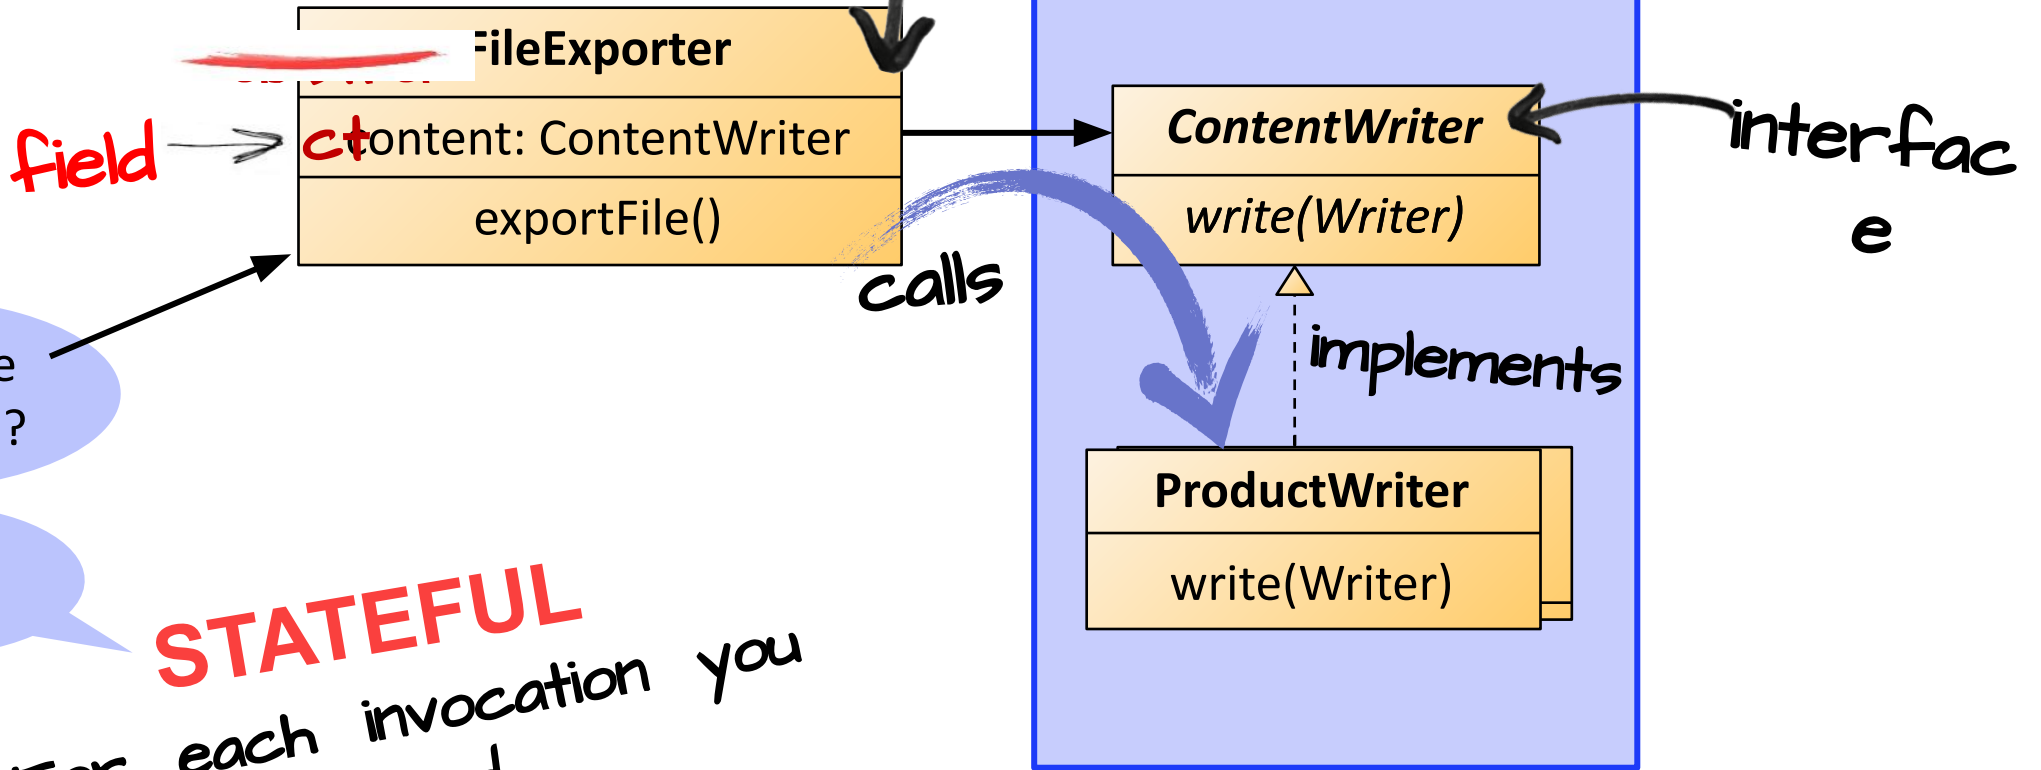 FileExporter
field
content: ContentWriter
ct
exportFile()
calls
ContentWriter
write(Writer)
interfac
e
implements
ProductWriter
write(Writer)
e
?
STATEFUL
each invocation you